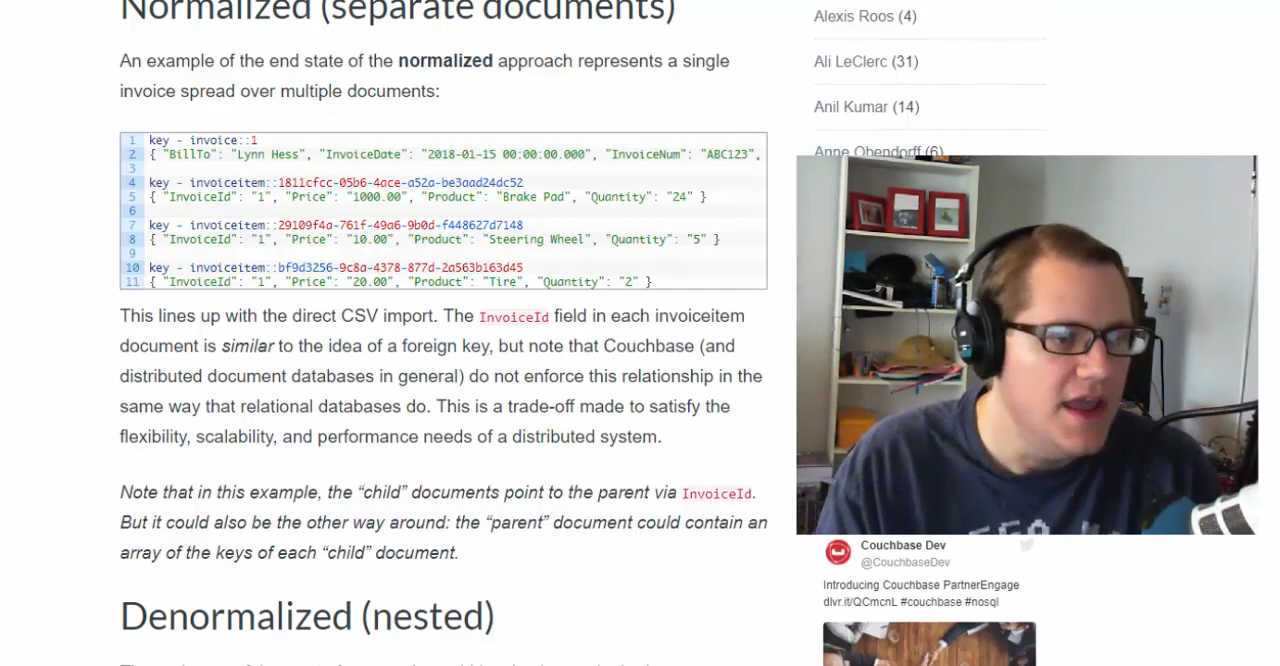 Normalized (separate documents)
An example of the end state of the normalized approach represents a single
invoice spread over multiple documents:
1 key - invoice::1
2 { "BillTo": "Lynn Hess", "InvoiceDate": "2018-01-15 00:00:00.000", "InvoiceNum": "ABC123",
3
4 key - invoiceitem::1811cfcc-05b6-4ace-a52a-be3aad24dc52
5 { "InvoiceId": "1", "Price": "1000.00", "Product": "Brake Pad", "Quantity": "24" }
6
7 key - invoiceitem::29109f4a-761f-49a6-9b0d-f448627d7148
8 { "InvoiceId": "1", "Price": "10.00", "Product": "Steering Wheel", "Quantity": "5" }
9
10 key - invoiceitem::bf9d3256-9c8a-4378-877d-2a563b163d45
11 { "InvoiceId": "1", "Price": "20.00", "Product": "Tire", "Quantity": "2" }
This lines up with the direct CSV import. The InvoiceId field in each invoiceitem
document is similar to the idea of a foreign key, but note that Couchbase (and
distributed document databases in general) do not enforce this relationship in the
same way that relational databases do. This is a trade-off made to satisfy the
flexibility, scalability, and performance needs of a distributed system.
Note that in this example, the “child” documents point to the parent via InvoiceId.
But it could also be the other way around: the “parent” document could contain an
array of the keys of each “child” document.
Denormalized (nested)
Alexis Roos (4)
Ali LeClerc (31)
Anil Kumar (14)
Anne Obendorff (6)
Couchbase Dev
@CouchbaseDev
Introducing Couchbase PartnerEngage
dlvr.it/QCmcnL #couchbase #nosql